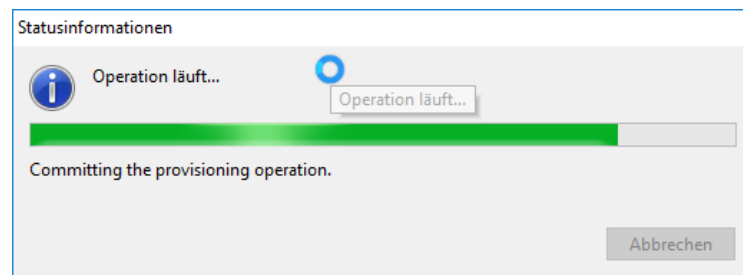 Statusinformationen
Operation läuft...
Operation läuft...
Committing the provisioning operation.
Abbrechen